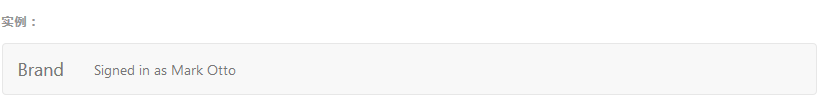 实例：
Brand Signed in as Mark Otto